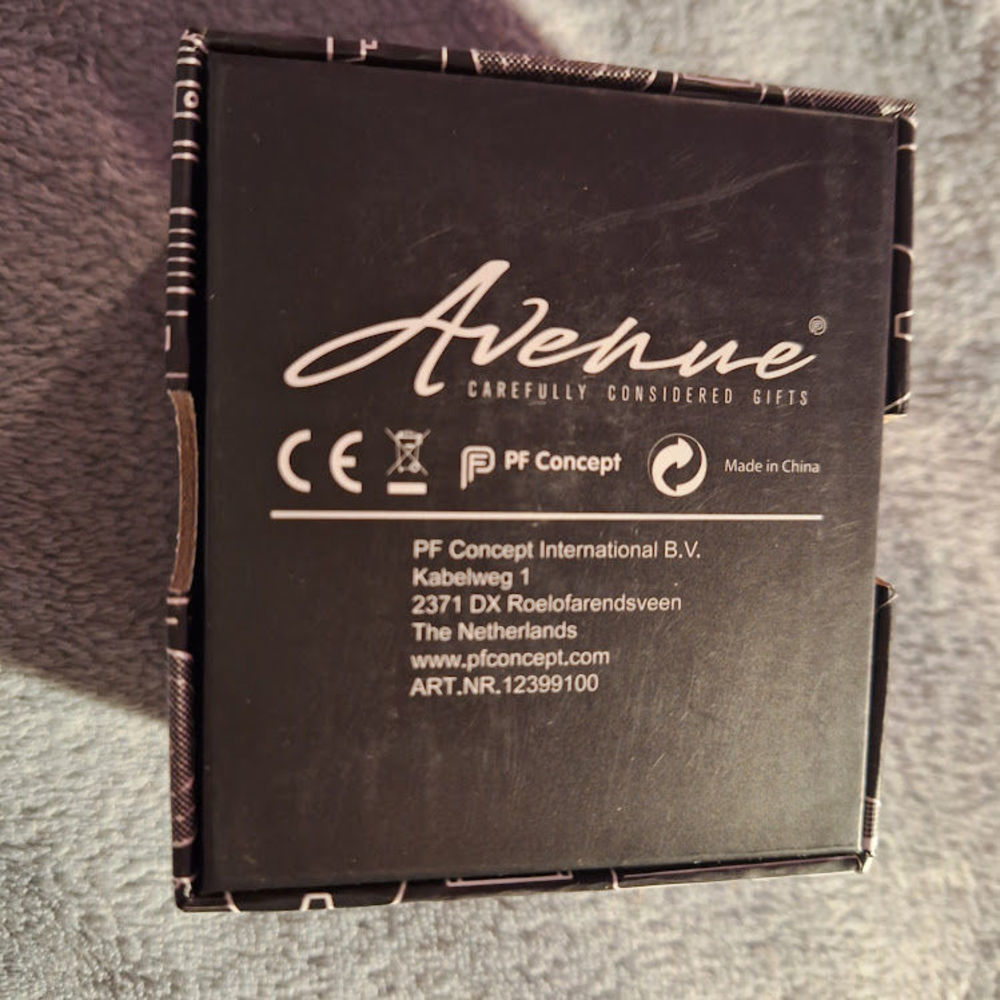 Avenue
CAREFULLY CONSIDERED GIFTS
CE PF Concept Made in China
PF Concept International B.V.
Kabelweg 1
2371 DX Roelofarendsveen
The Netherlands
www.pfconcept.com
ART.NR.12399100